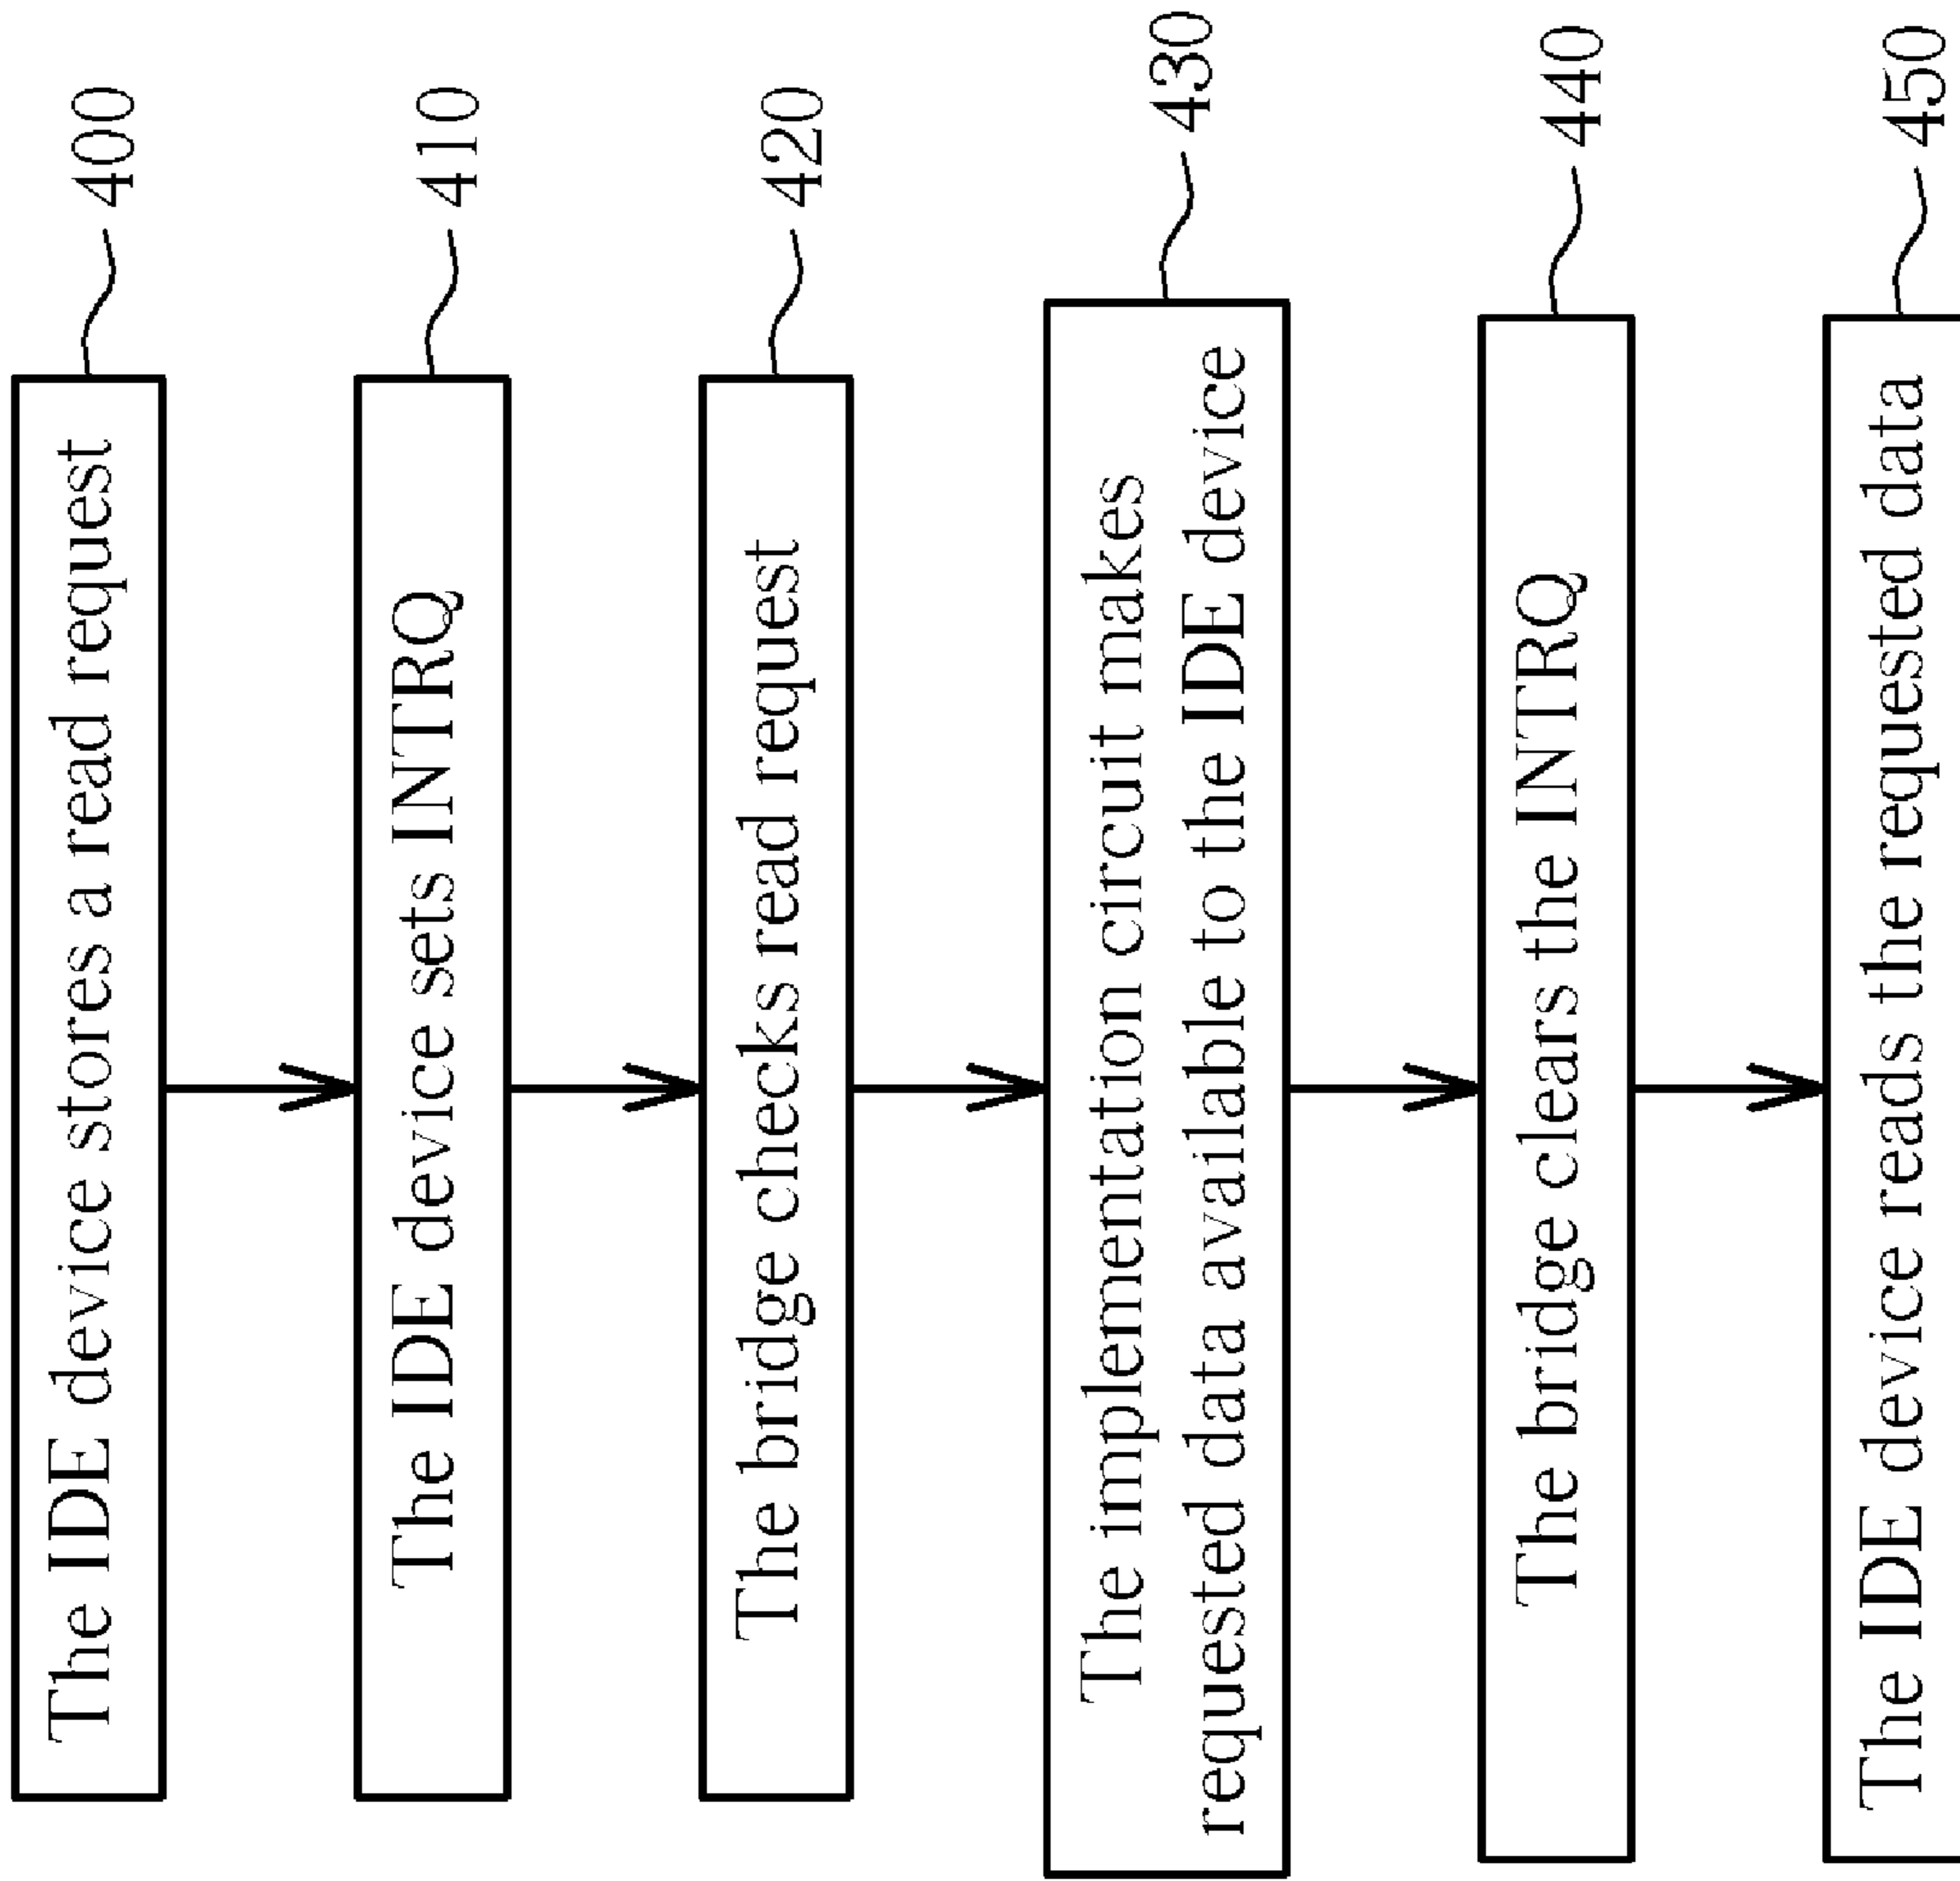 The IDE device stores a read request
400
The IDE device sets INTRQ
410
The bridge checks read request
420
The implementation circuit makes
requested data available to the IDE device
430
The bridge clears the INTRQ
440
The IDE device reads the requested data
450